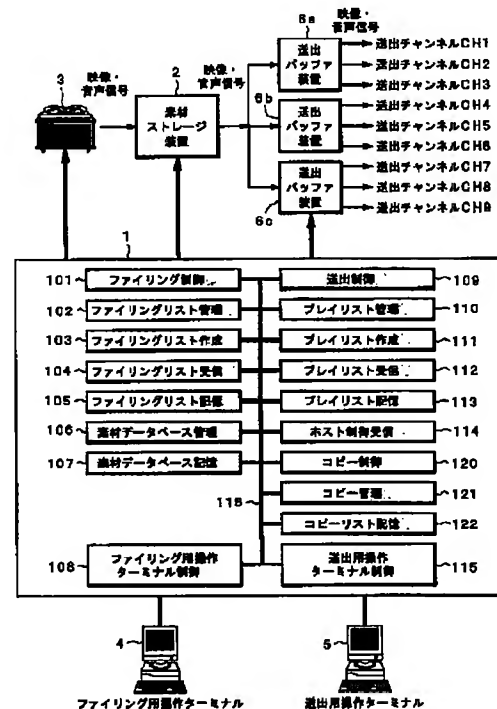 映像・
音声信号
6a
送出
バッファ
装置
送出チャンネルCH1
送出チャンネルCH2
送出チャンネルCH3
3
映像・
音声信号
2
素材
ストレージ
装置
映像・
音声信号
6b
送出
バッファ
装置
送出チャンネルCH4
送出チャンネルCH5
送出チャンネルCH6
6c
送出
バッファ
装置
送出チャンネルCH7
送出チャンネルCH8
送出チャンネルCH9
1
101 ファイリング制御
102 ファイリングリスト管理
103 ファイリングリスト作成
104 ファイリングリスト受信
105 ファイリングリスト記憶
106 素材データベース管理
107 素材データベース記憶
108 ファイリング用操作
ターミナル制御
116
送出制御 109
プレイリスト管理 110
プレイリスト作成 111
プレイリスト受信 112
プレイリスト記憶 113
ホスト制御受信 114
コピー制御 120
コピー管理 121
コピーリスト記憶 122
送出用操作
ターミナル制御 115
4
ファイリング用操作ターミナル
5
送出用操作ターミナル